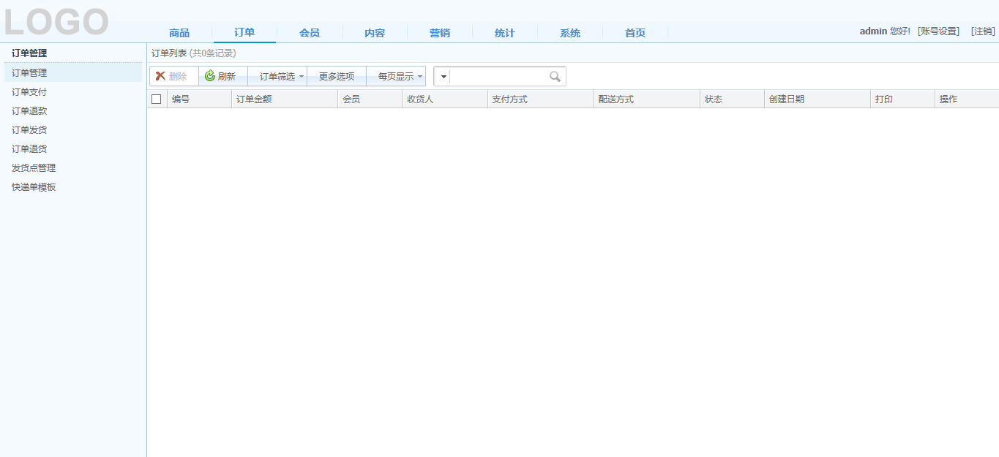 LOGO
商品 订单 会员 内容 营销 统计 系统 首页
admin 您好! [账号设置] [注销]
订单管理
订单管理
订单支付
订单退款
订单发货
订单退货
发货点管理
快递单模板
订单列表 (共0条记录)
删除 刷新 订单筛选 更多选项 每页显示
编号 订单金额 会员 收货人 支付方式 配送方式 状态 创建日期 打印 操作